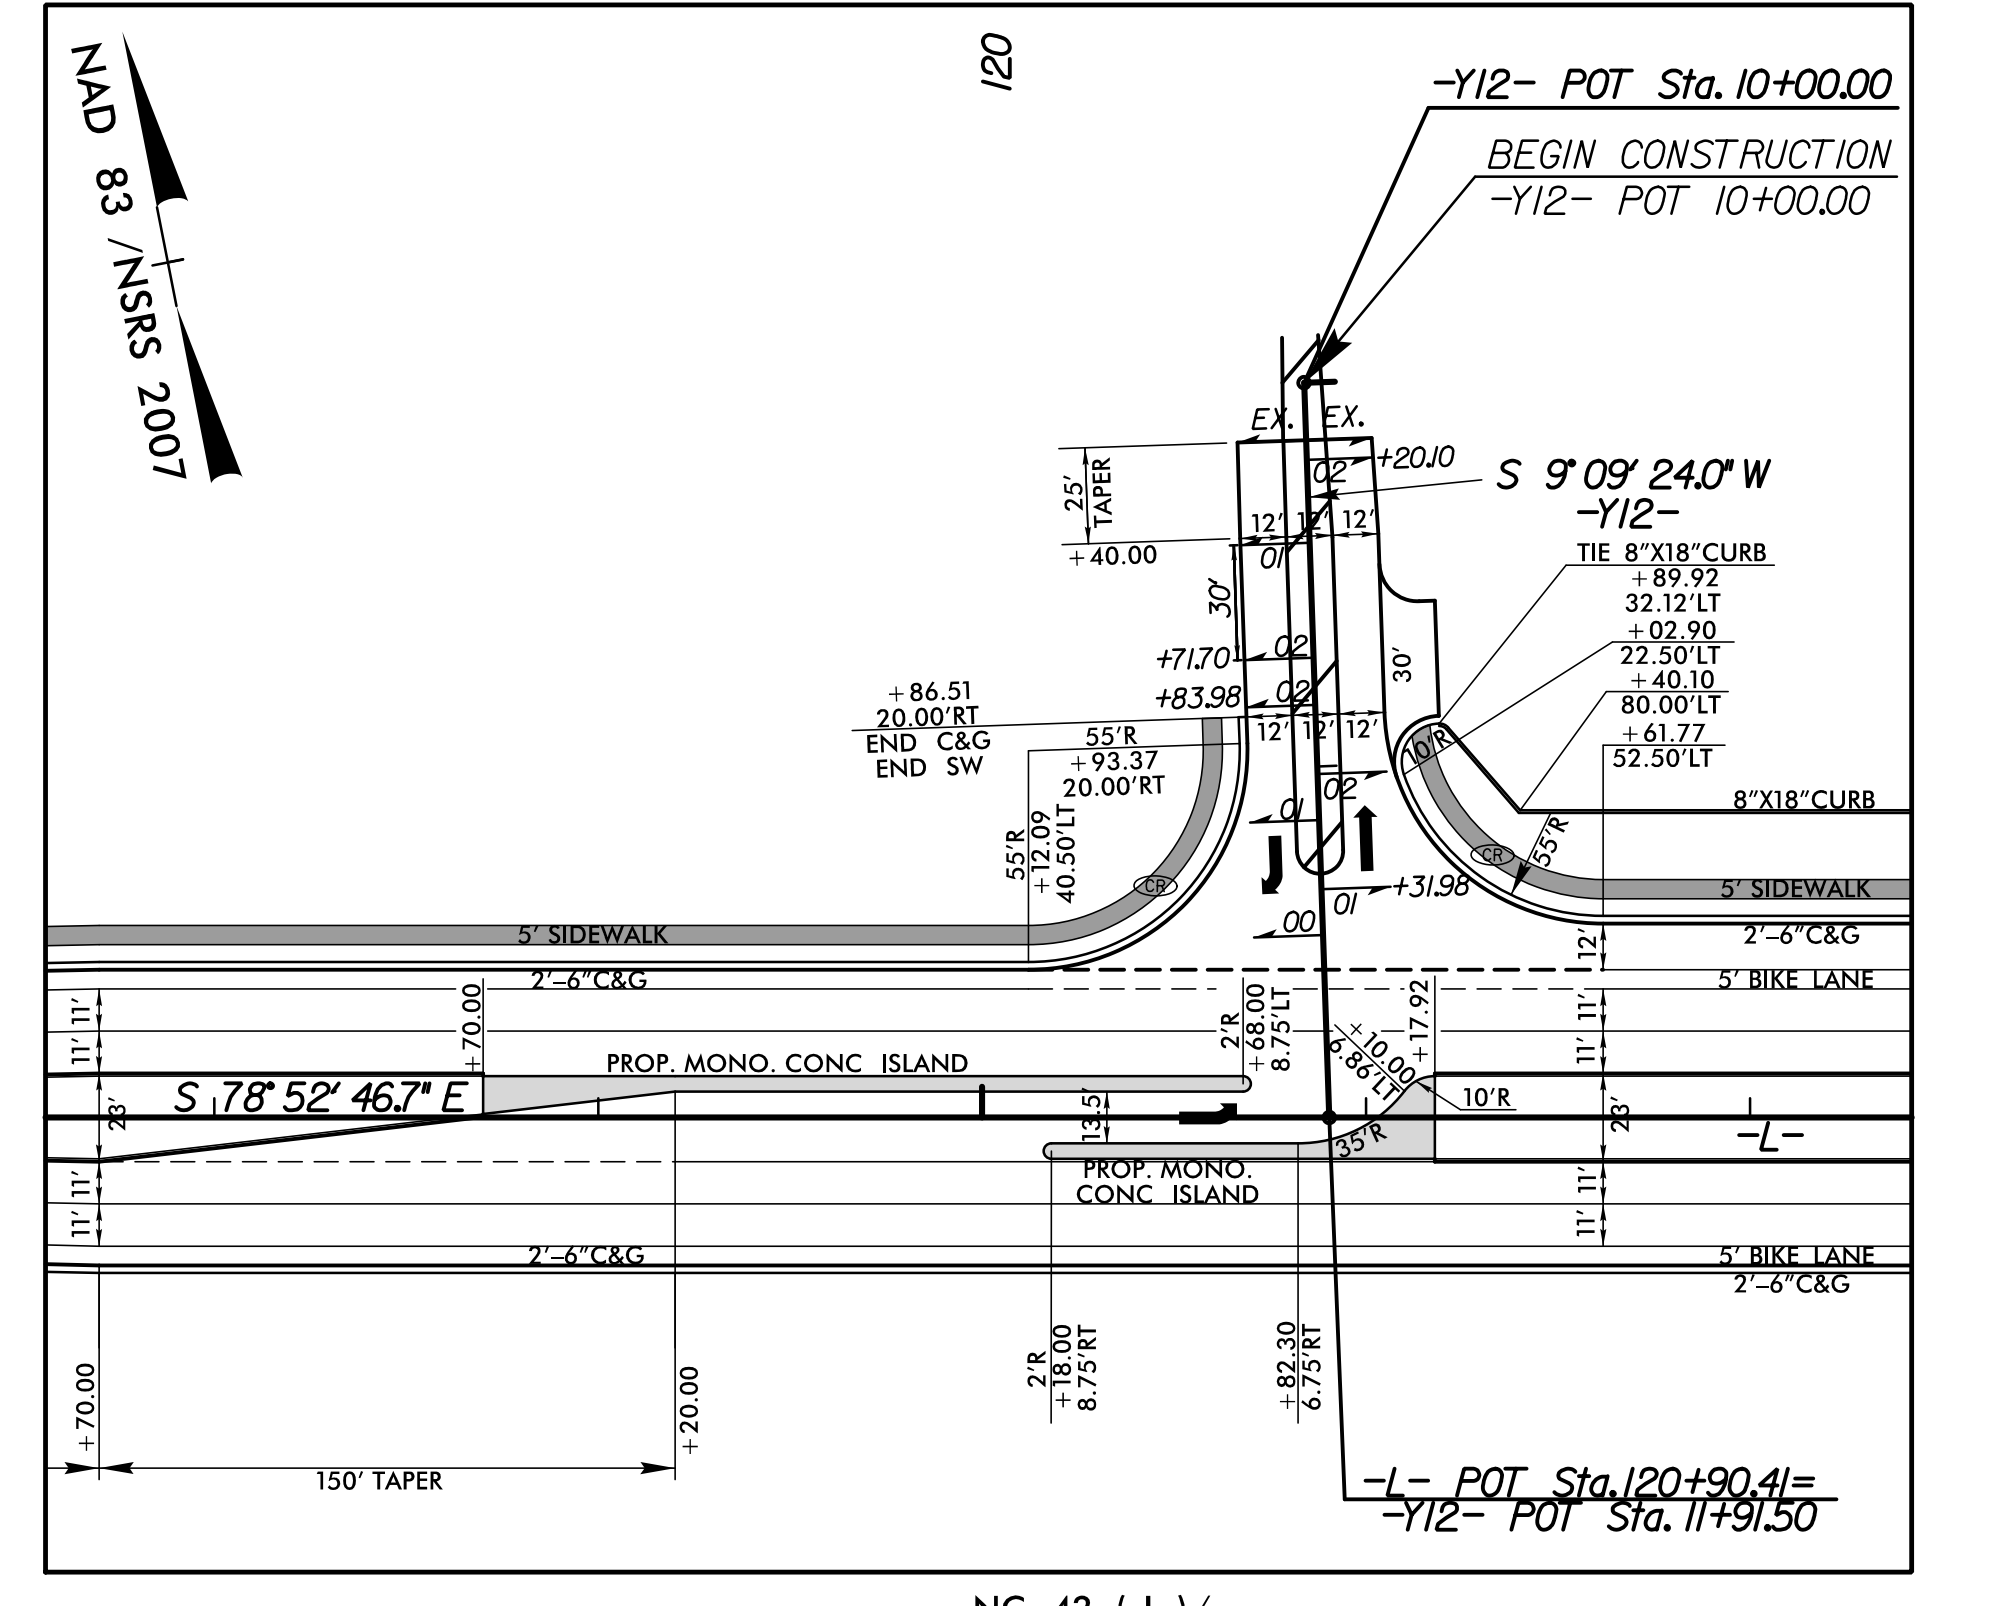 NAD 83 /NSRS 2007
120
-Y12- POT Sta. 10+00.00
BEGIN CONSTRUCTION
-Y12- POT 10+00.00
EX. EX.
25'
TAPER
02
+20.10
S 9° 09' 24.0" W
-Y12-
12' 12' 12'
+40.00
01
TIE 8"X18"CURB
+89.92
32.12'LT
+02.90
22.50'LT
+40.10
80.00'LT
+61.77
52.50'LT
30'
30'
+71.70
02
+83.98
02
+86.51
20.00'RT
END C&G
END SW
12' 12' 12'
55'R
+93.37
20.00'RT
10'R
55'R
+12.09
40.50'LT
02
01
8"X18"CURB
55'R
CR
CR
+31.98
01
00
5' SIDEWALK
5' SIDEWALK
2'-6"C&G
12'
2'-6"C&G
5' BIKE LANE
11'
11'
+70.00
2'R
+68.00
8.75'LT
+10.00
6.86'LT
+17.92
11'
11'
PROP. MONO. CONC ISLAND
S 78° 52' 46.7" E
23'
13.5'
10'R
35'R
23'
-L-
PROP. MONO.
CONC ISLAND
11'
11'
11'
11'
2'-6"C&G
5' BIKE LANE
2'-6"C&G
+70.00
+20.00
2'R
+18.00
8.75'RT
+82.30
6.75'RT
150' TAPER
-L- POT Sta. 120+90.41=
-Y12- POT Sta. 11+91.50